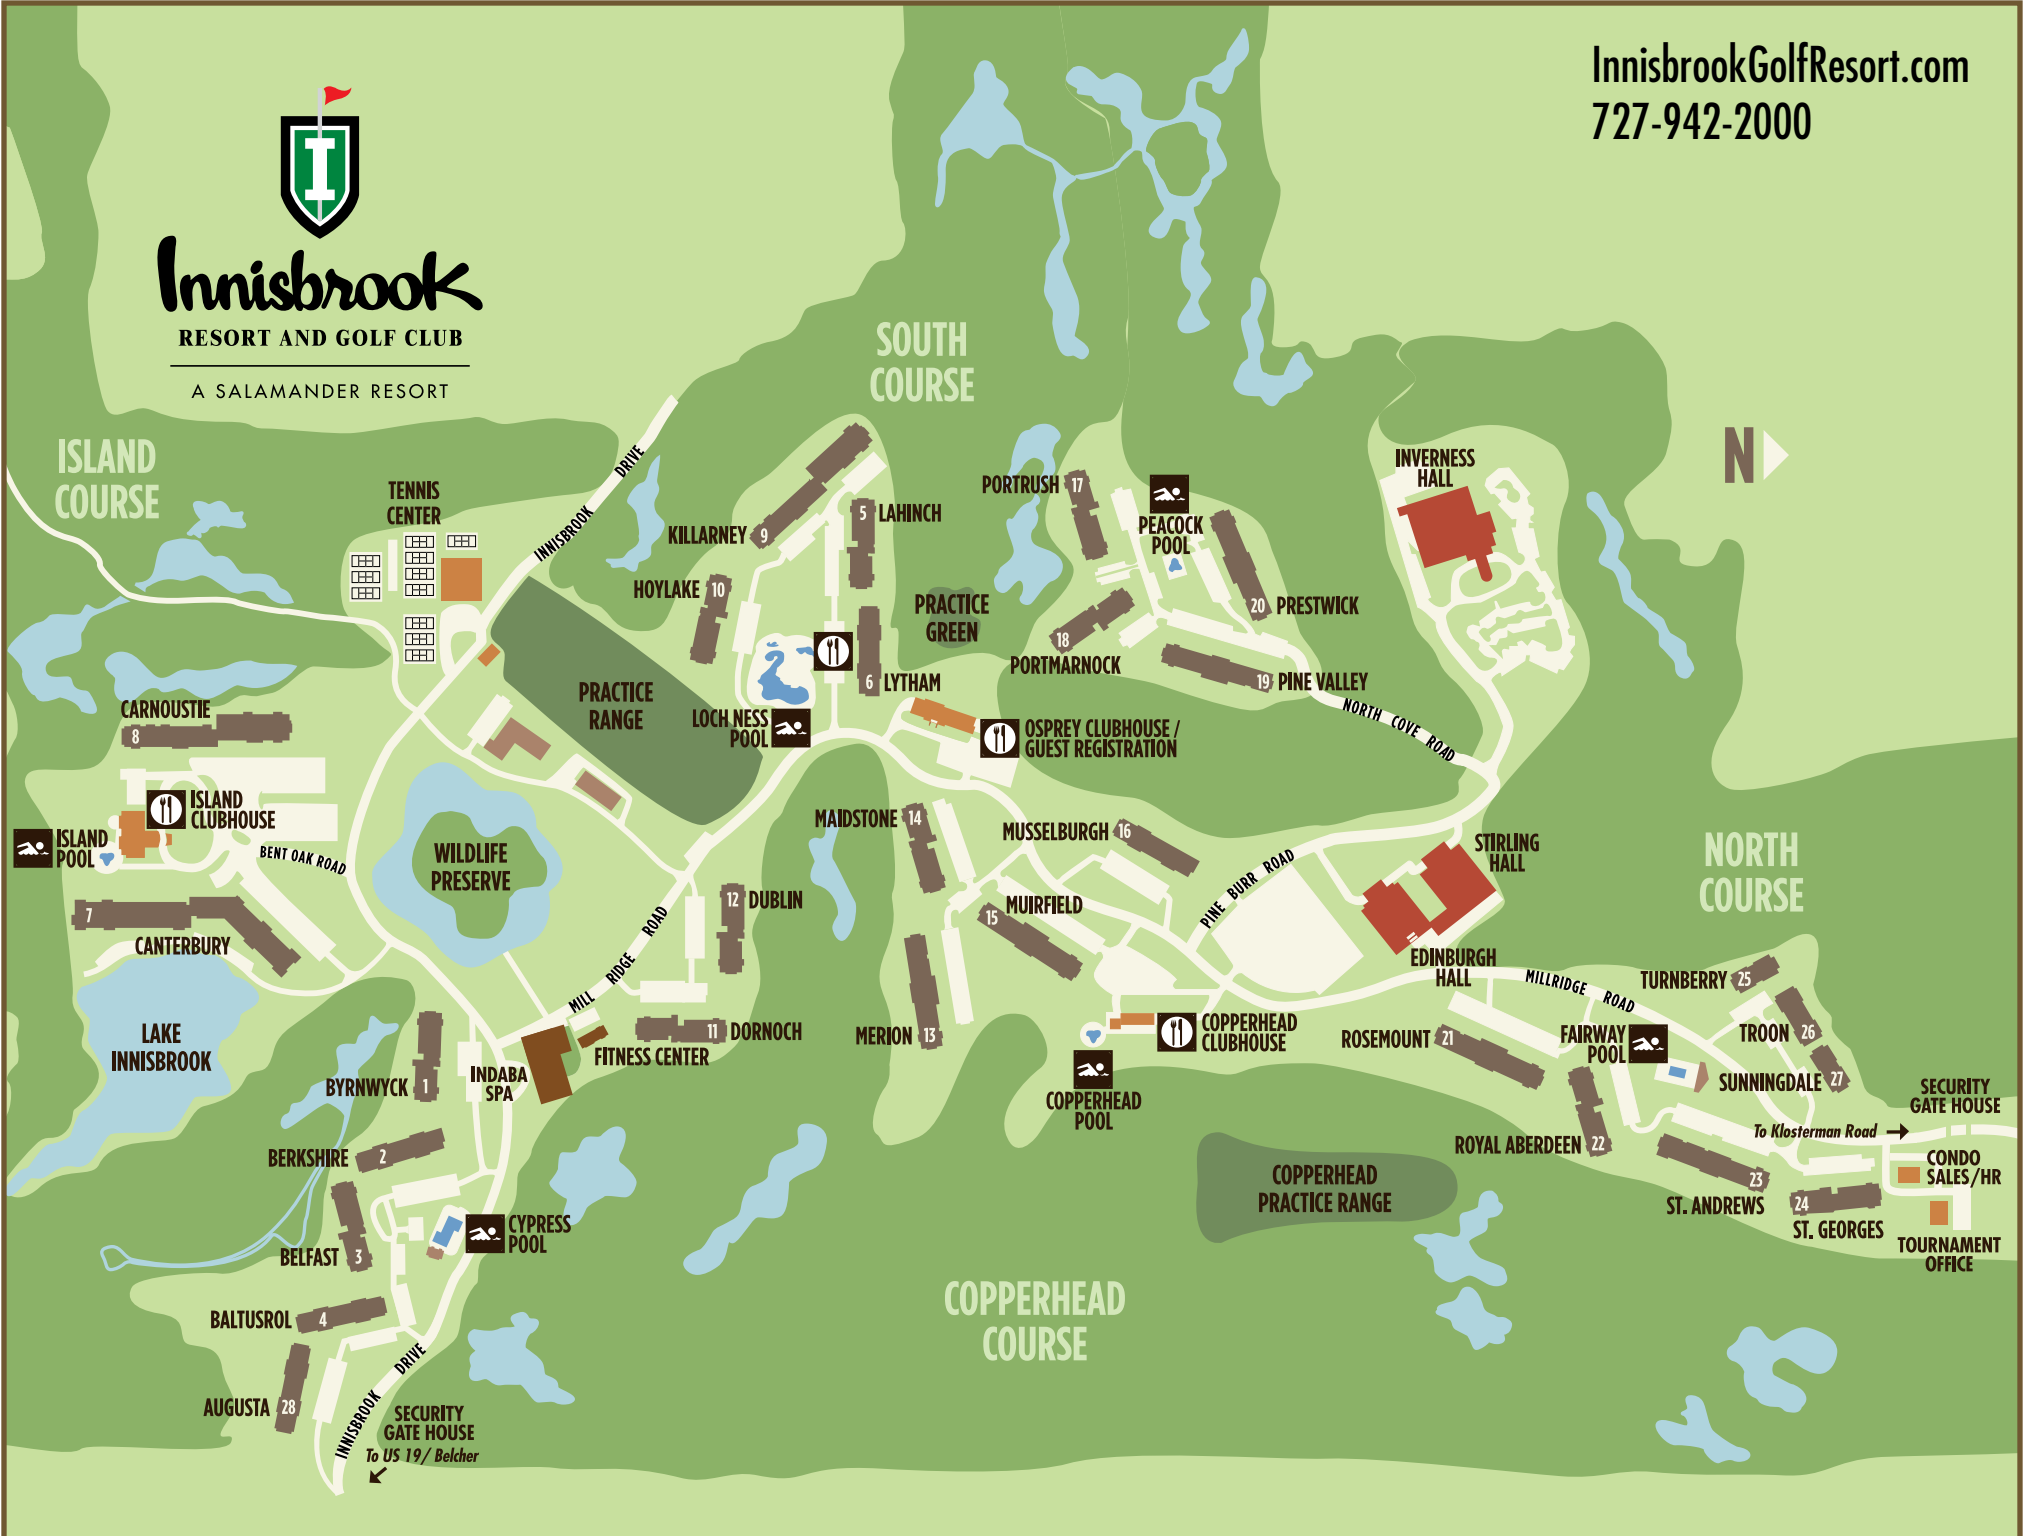 InnisbrookGolfResort.com
727-942-2000
I
Innisbrook
RESORT AND GOLF CLUB
A SALAMANDER RESORT
SOUTH
COURSE
ISLAND
COURSE
N
INVERNESS
HALL
TENNIS
CENTER
INNISBROOK DRIVE
KILLARNEY
9
5
LAHINCH
PORTRUSH
17
PEACOCK
POOL
HOYLAKE
10
PRACTICE
GREEN
20
PRESTWICK
18
PORTMARNOCK
19
PINE VALLEY
6
LYTHAM
PRACTICE
RANGE
LOCH NESS
POOL
OSPREY CLUBHOUSE /
GUEST REGISTRATION
NORTH COVE ROAD
CARNOUSTIE
8
ISLAND
CLUBHOUSE
ISLAND
POOL
BENT OAK ROAD
WILDLIFE
PRESERVE
MAIDSTONE
14
MUSSELBURGH
16
STIRLING
HALL
NORTH
COURSE
PINE BURR ROAD
7
CANTERBURY
12
DUBLIN
15
MUIRFIELD
MILL RIDGE ROAD
EDINBURGH
HALL
MILLRIDGE ROAD
TURNBERRY
25
LAKE
INNISBROOK
11
DORNOCH
FITNESS CENTER
MERION
13
COPPERHEAD
CLUBHOUSE
ROSEMOUNT
21
FAIRWAY
POOL
TROON
26
BYRNWYCK
1
INDABA
SPA
COPPERHEAD
POOL
SUNNINGDALE
27
SECURITY
GATE HOUSE
To Klosterman Road
BERKSHIRE
2
ROYAL ABERDEEN
22
COPPERHEAD
PRACTICE RANGE
CONDO
SALES/HR
23
ST. ANDREWS
24
ST. GEORGES
TOURNAMENT
OFFICE
BELFAST
3
CYPRESS
POOL
BALTUSROL
4
COPPERHEAD
COURSE
AUGUSTA
28
INNISBROOK DRIVE
SECURITY
GATE HOUSE
To US 19/ Belcher